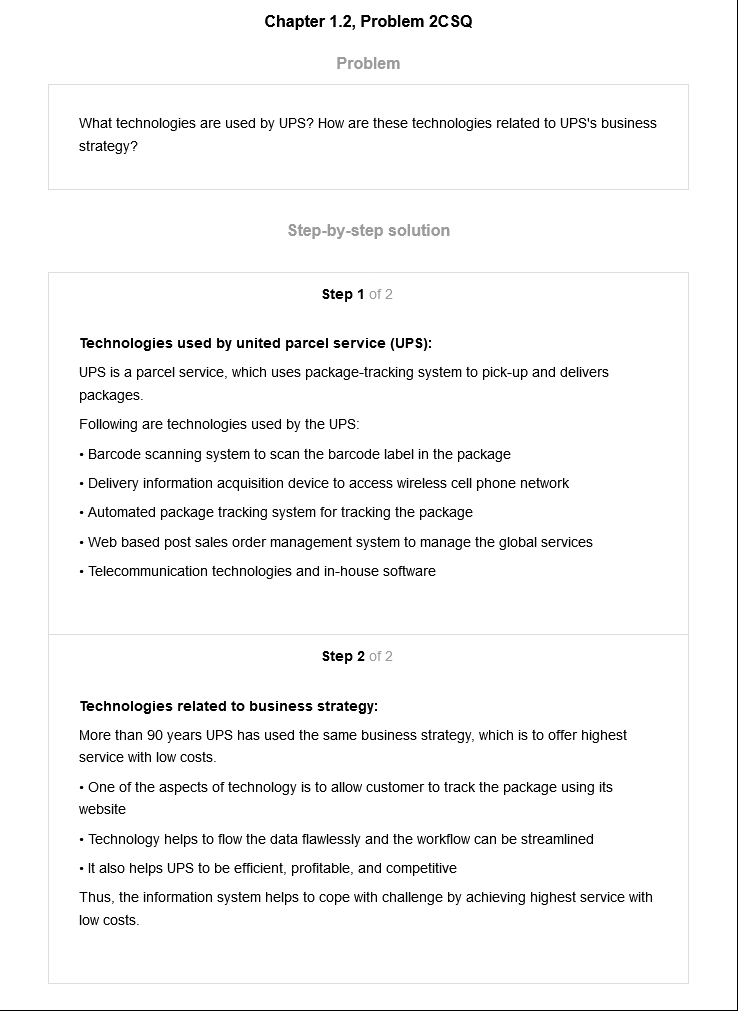 Chapter 1.2, Problem 2CSQ
Problem
What technologies are used by UPS? How are these technologies related to UPS's business
strategy?
Step-by-step solution
Step 1 of 2
Technologies used by united parcel service (UPS):
UPS is a parcel service, which uses package-tracking system to pick-up and delivers
packages.
Following are technologies used by the UPS:
• Barcode scanning system to scan the barcode label in the package
• Delivery information acquisition device to access wireless cell phone network
• Automated package tracking system for tracking the package
• Web based post sales order management system to manage the global services
• Telecommunication technologies and in-house software
Step 2 of 2
Technologies related to business strategy:
More than 90 years UPS has used the same business strategy, which is to offer highest
service with low costs.
• One of the aspects of technology is to allow customer to track the package using its
website
• Technology helps to flow the data flawlessly and the workflow can be streamlined
• It also helps UPS to be efficient, profitable, and competitive
Thus, the information system helps to cope with challenge by achieving highest service with
low costs.